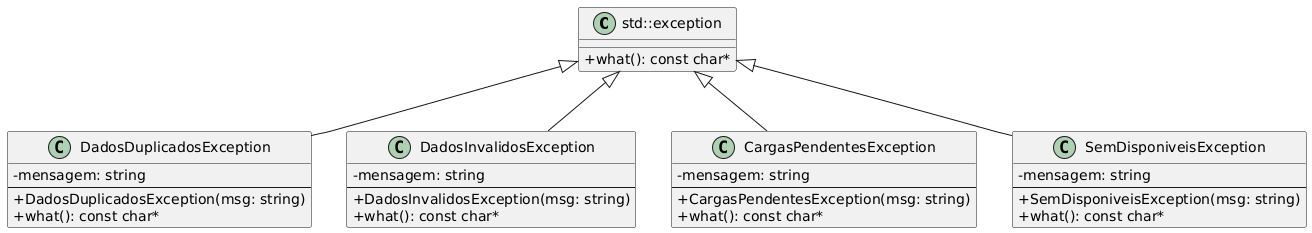 C std::exception
+what(): const char*
C DadosDuplicadosException
-mensagem: string
+DadosDuplicadosException(msg: string)
+what(): const char*
C DadosInvalidosException
-mensagem: string
+DadosInvalidosException(msg: string)
+what(): const char*
C CargasPendentesException
-mensagem: string
+CargasPendentesException(msg: string)
+what(): const char*
C SemDisponiveisException
-mensagem: string
+SemDisponiveisException(msg: string)
+what(): const char*